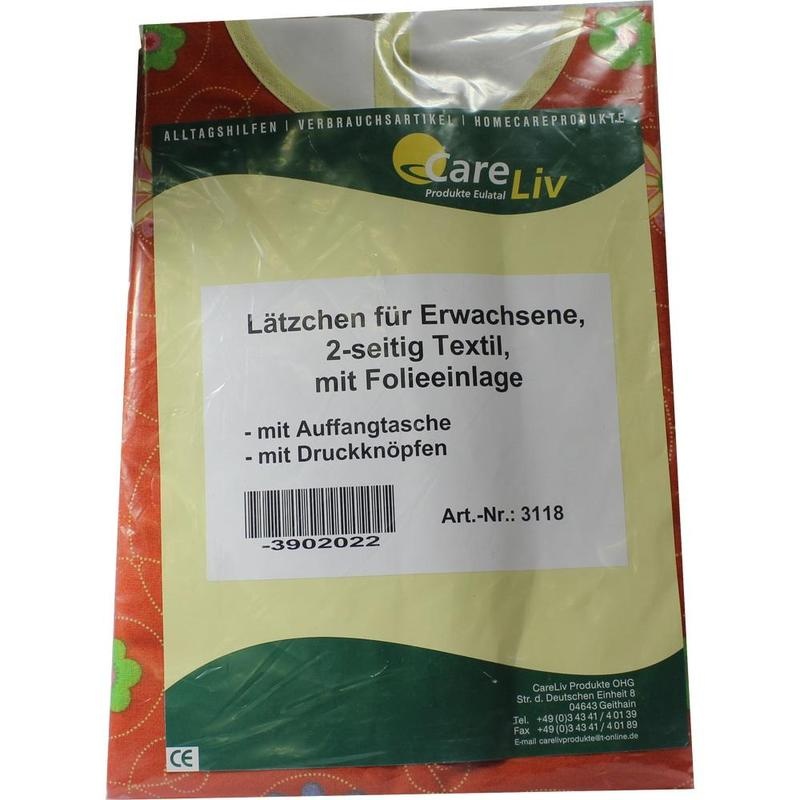 ALLTAGSHILFEN | VERBRAUCHSARTIKEL | HOMECAREPRODUKTE
Care Liv
Produkte Eulatal
Lätzchen für Erwachsene,
2-seitig Textil,
mit Folieeinlage
- mit Auffangtasche
- mit Druckknöpfen
Art.-Nr.: 3118
-3902022
CareLiv Produkte OHG
Str. d. Deutschen Einheit 8
04643 Geithain
Tel. +49 (0)3 43 41 / 4 01 39
Fax +49 (0)3 43 41 / 4 01 89
E-mail carelivprodukte@t-online.de
CE